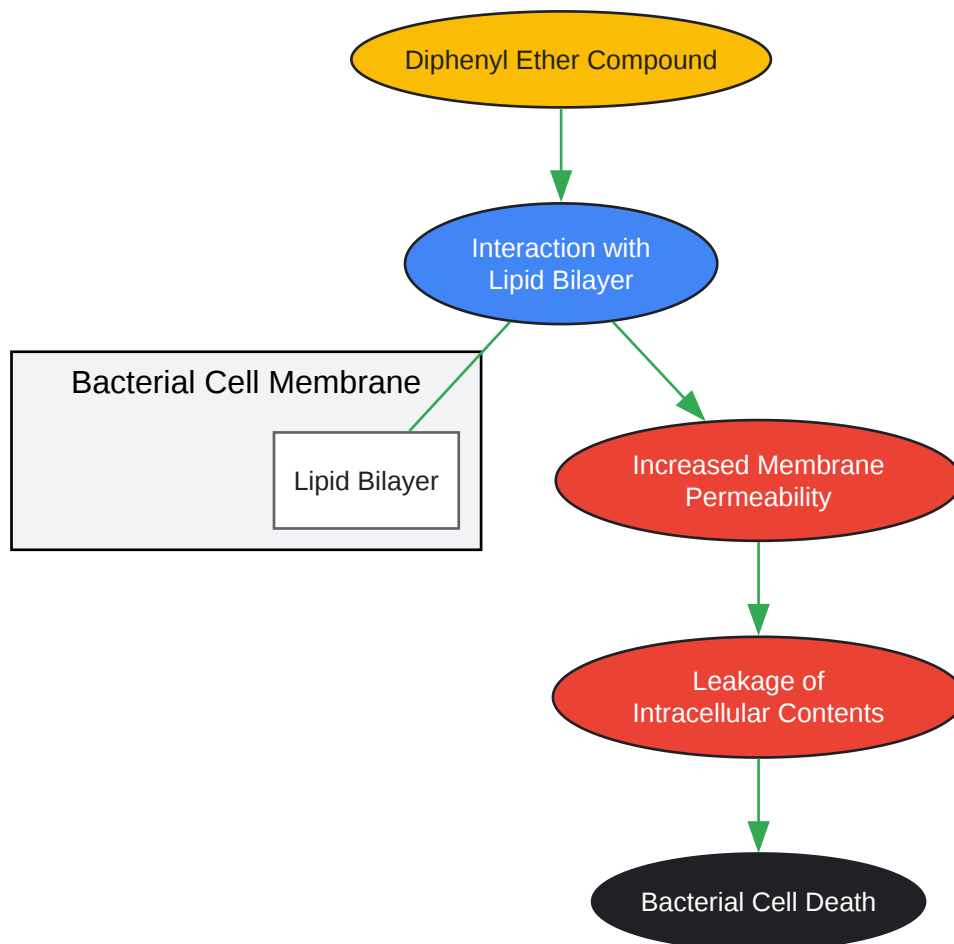 Diphenyl Ether Compound
Interaction with
Lipid Bilayer
Bacterial Cell Membrane
Lipid Bilayer
Increased Membrane
Permeability
Leakage of
Intracellular Contents
Bacterial Cell Death